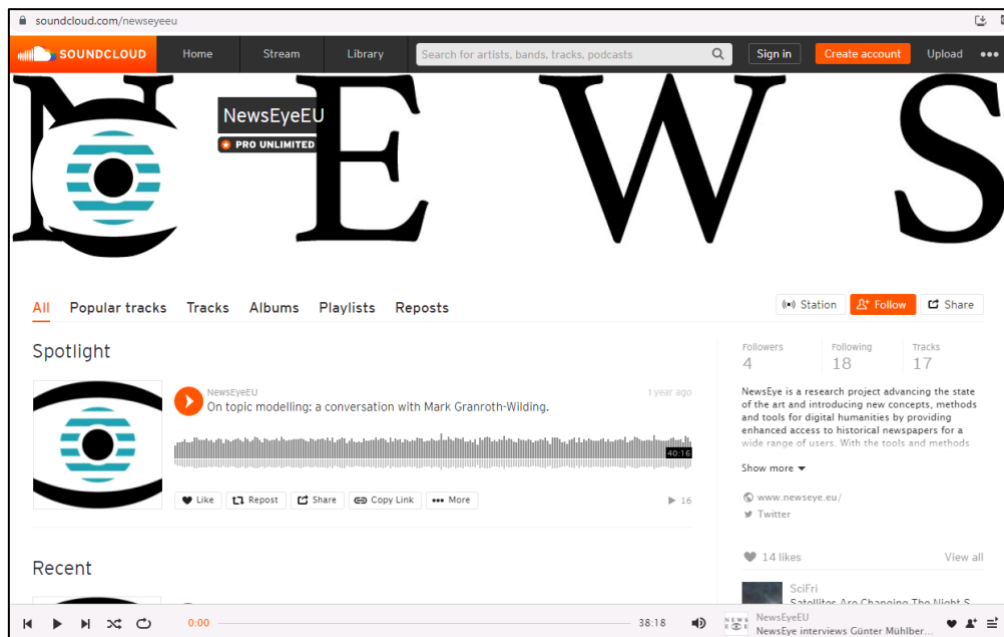 soundcloud.com/newseyeeu
SOUNDCLOUD Home Stream Library Search for artists, bands, tracks, podcasts Sign in Create account Upload
NEWS
NewsEyeEU
PRO UNLIMITED
All Popular tracks Tracks Albums Playlists Reposts Station Follow Share
Spotlight
NewsEyeEU 1 year ago
On topic modelling: a conversation with Mark Granroth-Wilding.
40:16
Like Repost Share Copy Link More 16
Recent
Followers Following Tracks
4 18 17
NewsEye is a research project advancing the state
of the art and introducing new concepts, methods
and tools for digital humanities by providing
enhanced access to historical newspapers for a
wide range of users. With the tools and methods
Show more
www.newseye.eu/
Twitter
14 likes View all
SciFri
Satellites Are Changing The Night S
0:00 38:18
NEWS
NewsEyeEU
NewsEye interviews Günter Mühlber...